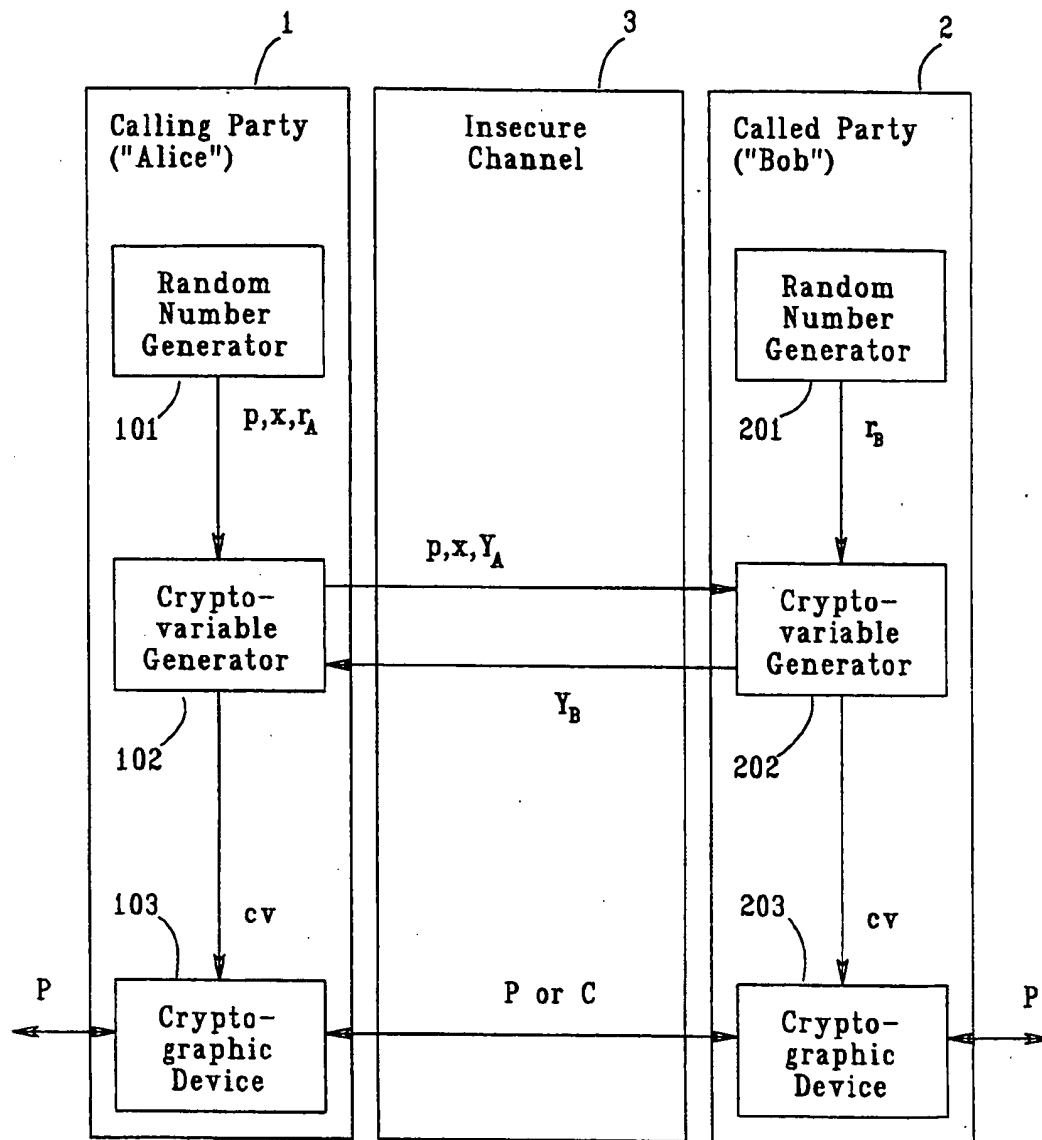 1
3
2
Calling Party
("Alice")
Insecure
Channel
Called Party
("Bob")
Random
Number
Generator
Random
Number
Generator
101
p,x,r_A
201
r_B
p,x,Y_A
Crypto-
variable
Generator
Crypto-
variable
Generator
Y_B
102
202
103
cv
203
cv
P
P or C
P
Crypto-
graphic
Device
Crypto-
graphic
Device